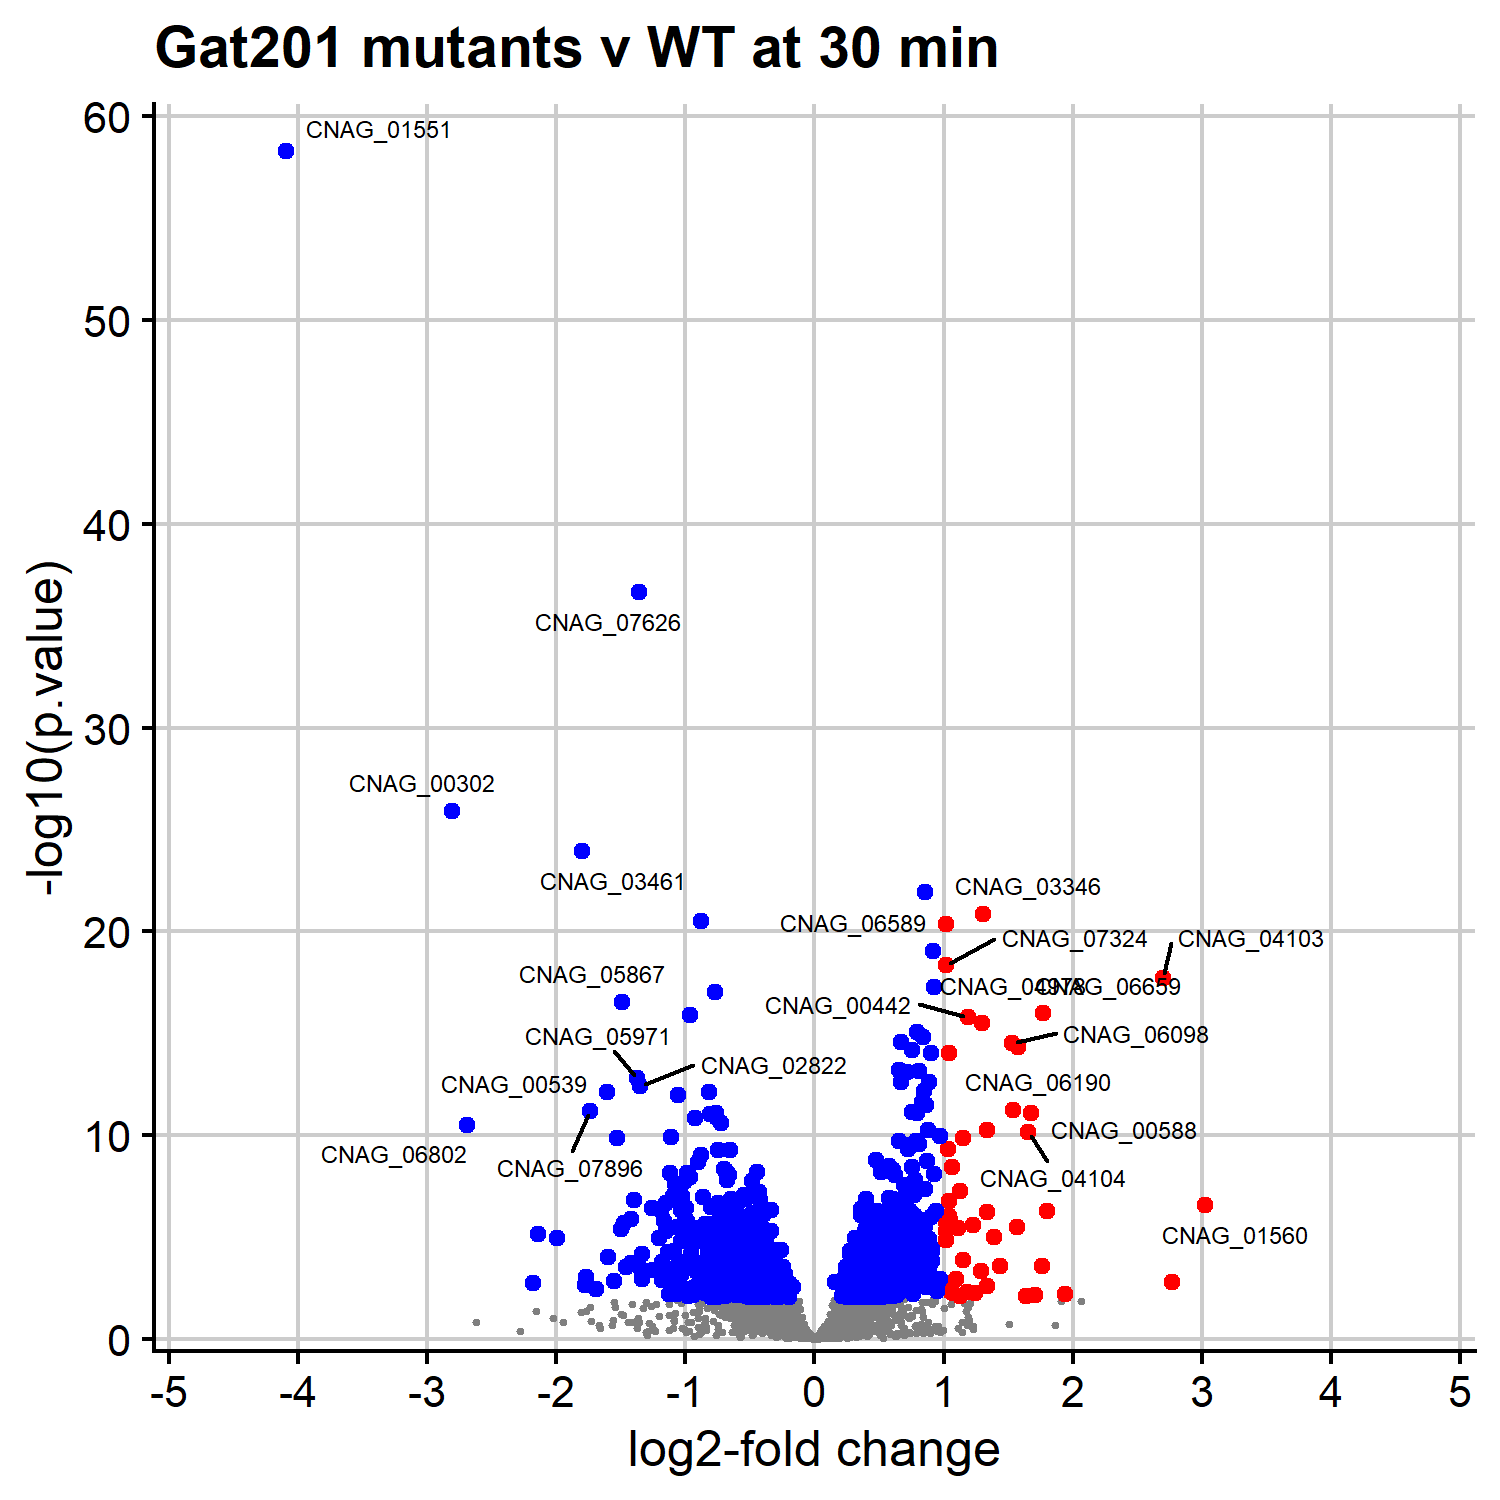 Gat201 mutants v WT at 30 min
60
50
40
30
20
10
0
-log10(p.value)
CNAG_01551
CNAG_07626
CNAG_00302
CNAG_03461
CNAG_03346
CNAG_06589
CNAG_07324
CNAG_04103
CNAG_05867
CNAG_04978
CNAG_06659
CNAG_00442
CNAG_05971
CNAG_06098
CNAG_02822
CNAG_00539
CNAG_06190
CNAG_00588
CNAG_06802
CNAG_07896
CNAG_04104
CNAG_01560
-5 -4 -3 -2 -1 0 1 2 3 4 5
log2-fold change